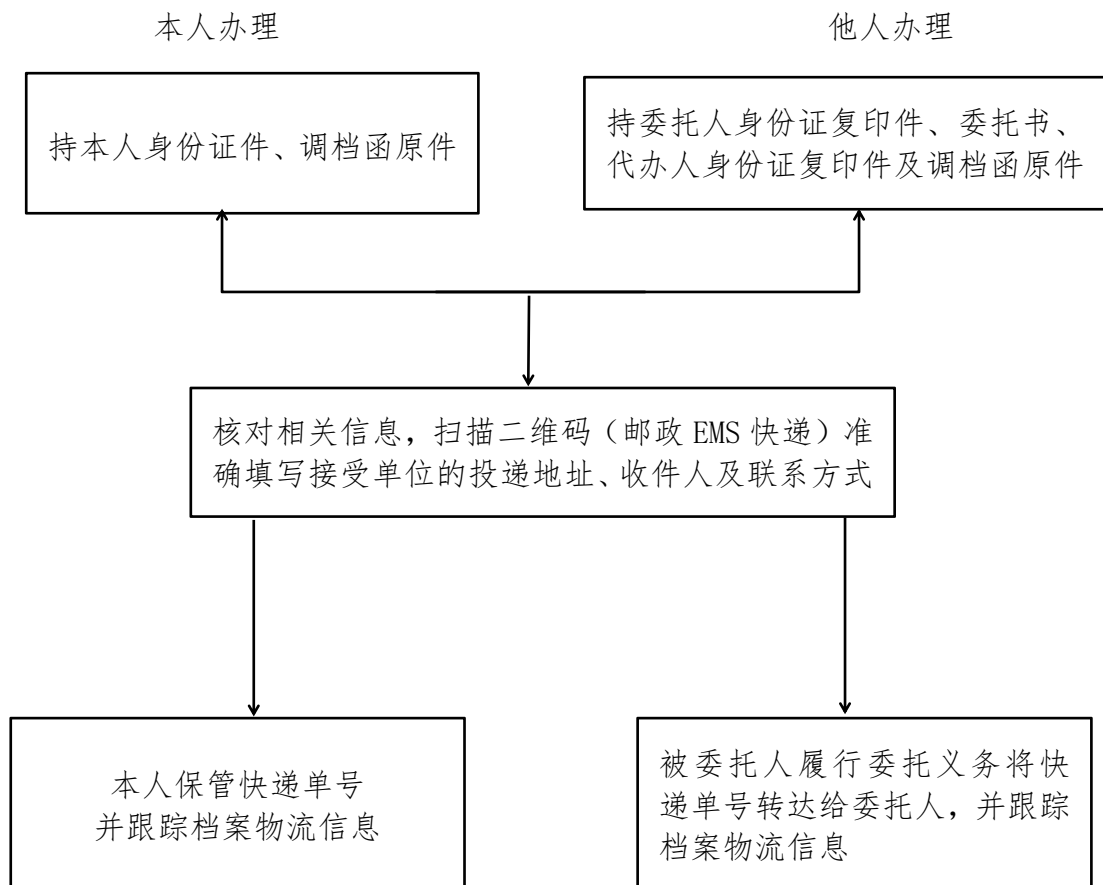 本人办理
他人办理
持本人身份证件、调档函原件
持委托人身份证复印件、委托书、
代办人身份证复印件及调档函原件
核对相关信息，扫描二维码（邮政 EMS 快递）准
确填写接受单位的投递地址、收件人及联系方式
本人保管快递单号
并跟踪档案物流信息
被委托人履行委托义务将快
递单号转达给委托人，并跟踪
档案物流信息